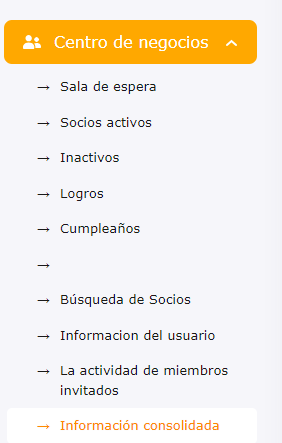 Centro de negocios
→ Sala de espera
→ Socios activos
→ Inactivos
→ Logros
→ Cumpleaños
→
→ Búsqueda de Socios
→ Informacion del usuario
→ La actividad de miembros
invitados
→ Información consolidada